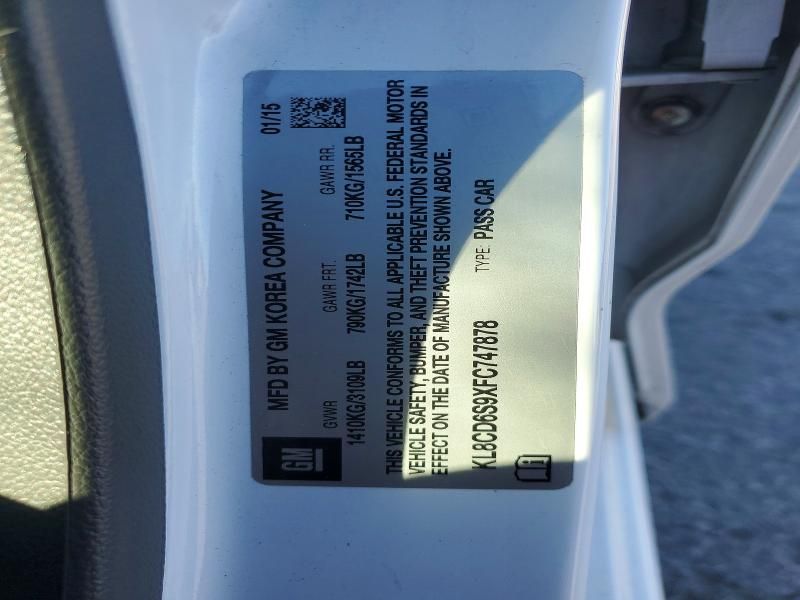 GM
MFD BY GM KOREA COMPANY 01/15
GVWR GAWR FRT. GAWR RR.
1410KG/3109LB 790KG/1742LB 710KG/1565LB
THIS VEHICLE CONFORMS TO ALL APPLICABLE U.S. FEDERAL MOTOR
VEHICLE SAFETY, BUMPER, AND THEFT PREVENTION STANDARDS IN
EFFECT ON THE DATE OF MANUFACTURE SHOWN ABOVE.
KL8CD6S9XFC747878 TYPE: PASS CAR